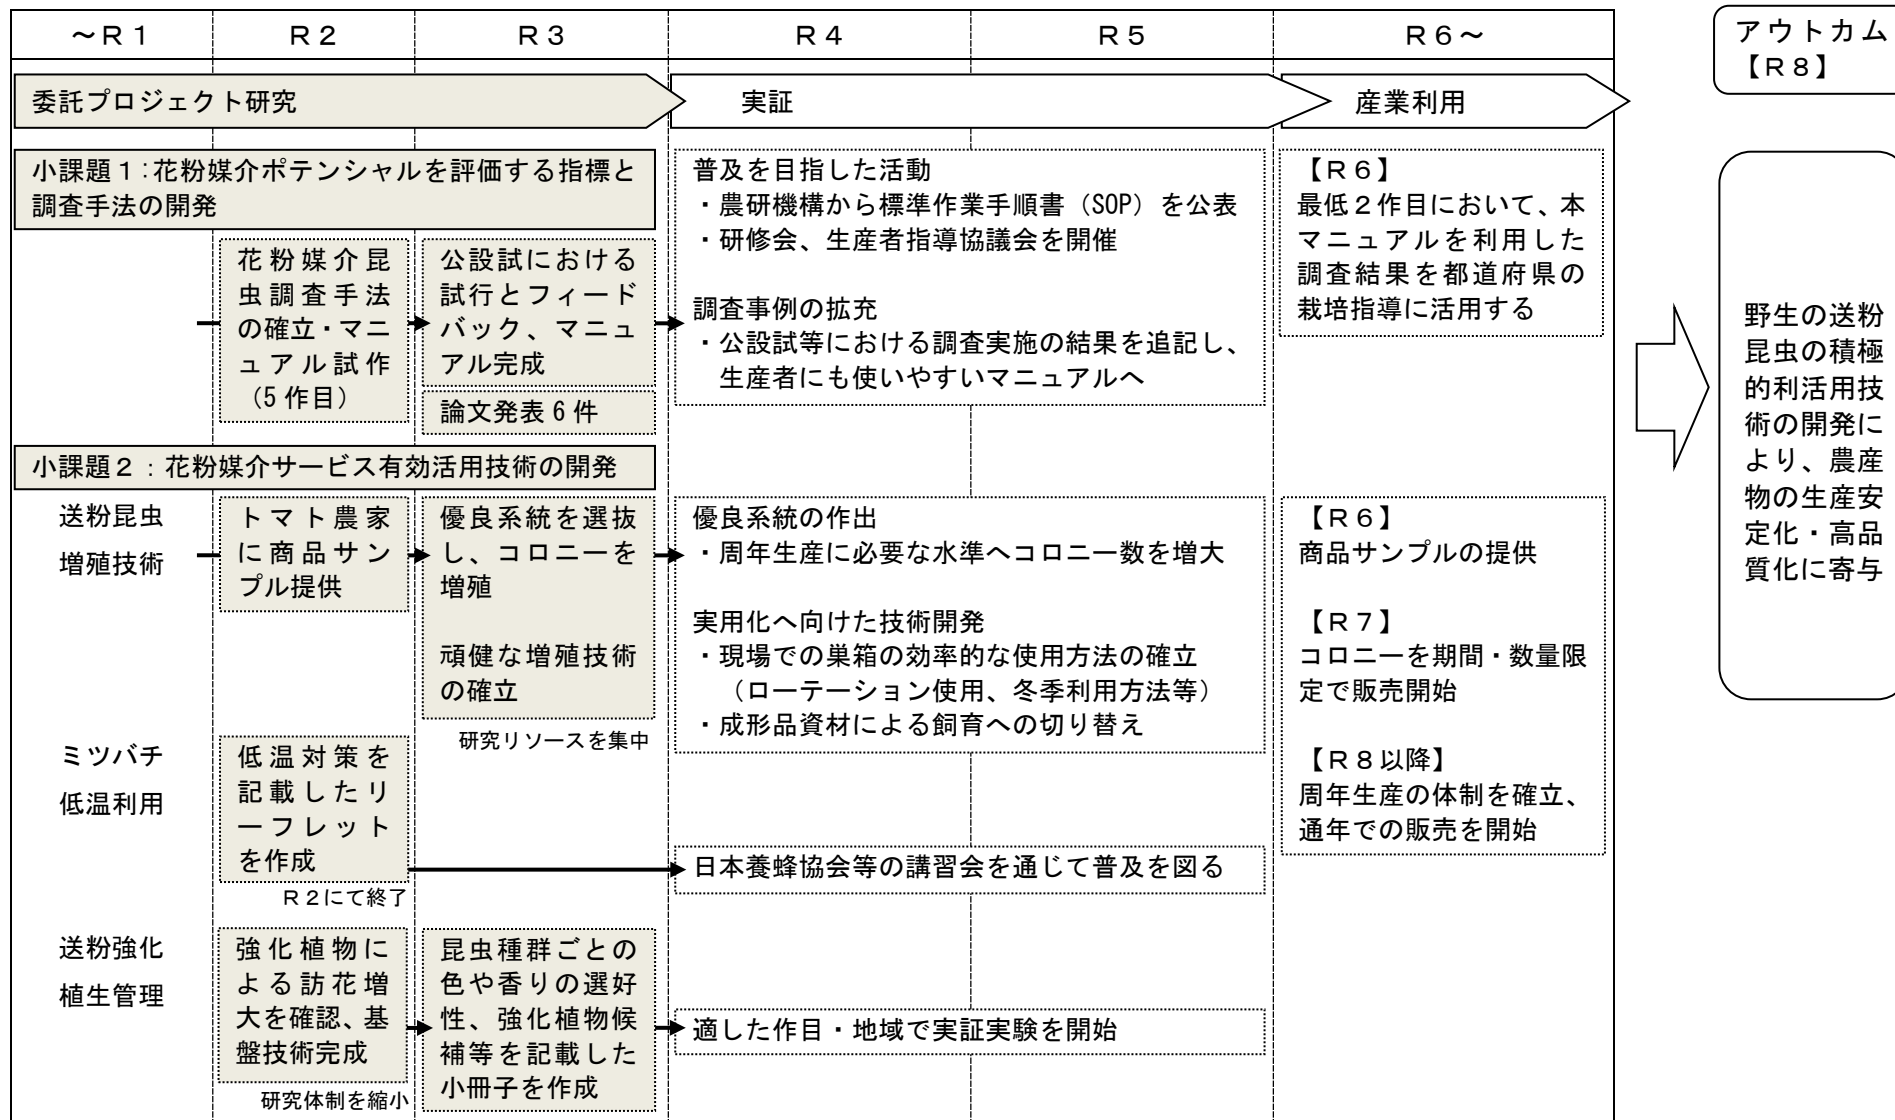 ～Ｒ１
Ｒ２
Ｒ３
Ｒ４
Ｒ５
Ｒ６～
アウトカム
【Ｒ８】
委託プロジェクト研究
実証
産業利用
小課題１：花粉媒介ポテンシャルを評価する指標と
調査手法の開発
花粉媒介昆
虫調査手法
の確立・マニ
ュアル試作
（5 作目）
公設試における
試行とフィード
バック、マニュ
アル完成
論文発表 6 件
普及を目指した活動
・農研機構から標準作業手順書（SOP）を公表
・研修会、生産者指導協議会を開催
調査事例の拡充
・公設試等における調査実施の結果を追記し、
生産者にも使いやすいマニュアルへ
【Ｒ６】
最低２作目において、本
マニュアルを利用した
調査結果を都道府県の
栽培指導に活用する
小課題２：花粉媒介サービス有効活用技術の開発
送粉昆虫
増殖技術
トマト農家
に商品サン
プル提供
優良系統を選抜
し、コロニーを
増殖
頑健な増殖技術
の確立
研究リソースを集中
優良系統の作出
・周年生産に必要な水準へコロニー数を増大
実用化へ向けた技術開発
・現場での巣箱の効率的な使用方法の確立
（ローテーション使用、冬季利用方法等）
・成形品資材による飼育への切り替え
【Ｒ６】
商品サンプルの提供
【Ｒ７】
コロニーを期間・数量限
定で販売開始
【Ｒ８以降】
周年生産の体制を確立、
通年での販売を開始
ミツバチ
低温利用
低温対策を
記載したリ
ーフレット
を作成
Ｒ２にて終了
日本養蜂協会等の講習会を通じて普及を図る
送粉強化
植生管理
強化植物に
よる訪花増
大を確認、基
盤技術完成
研究体制を縮小
昆虫種群ごとの
色や香りの選好
性、強化植物候
補等を記載した
小冊子を作成
適した作目・地域で実証実験を開始
野生の送粉
昆虫の積極
的利活用技
術の開発に
より、農産
物の生産安
定化・高品
質化に寄与